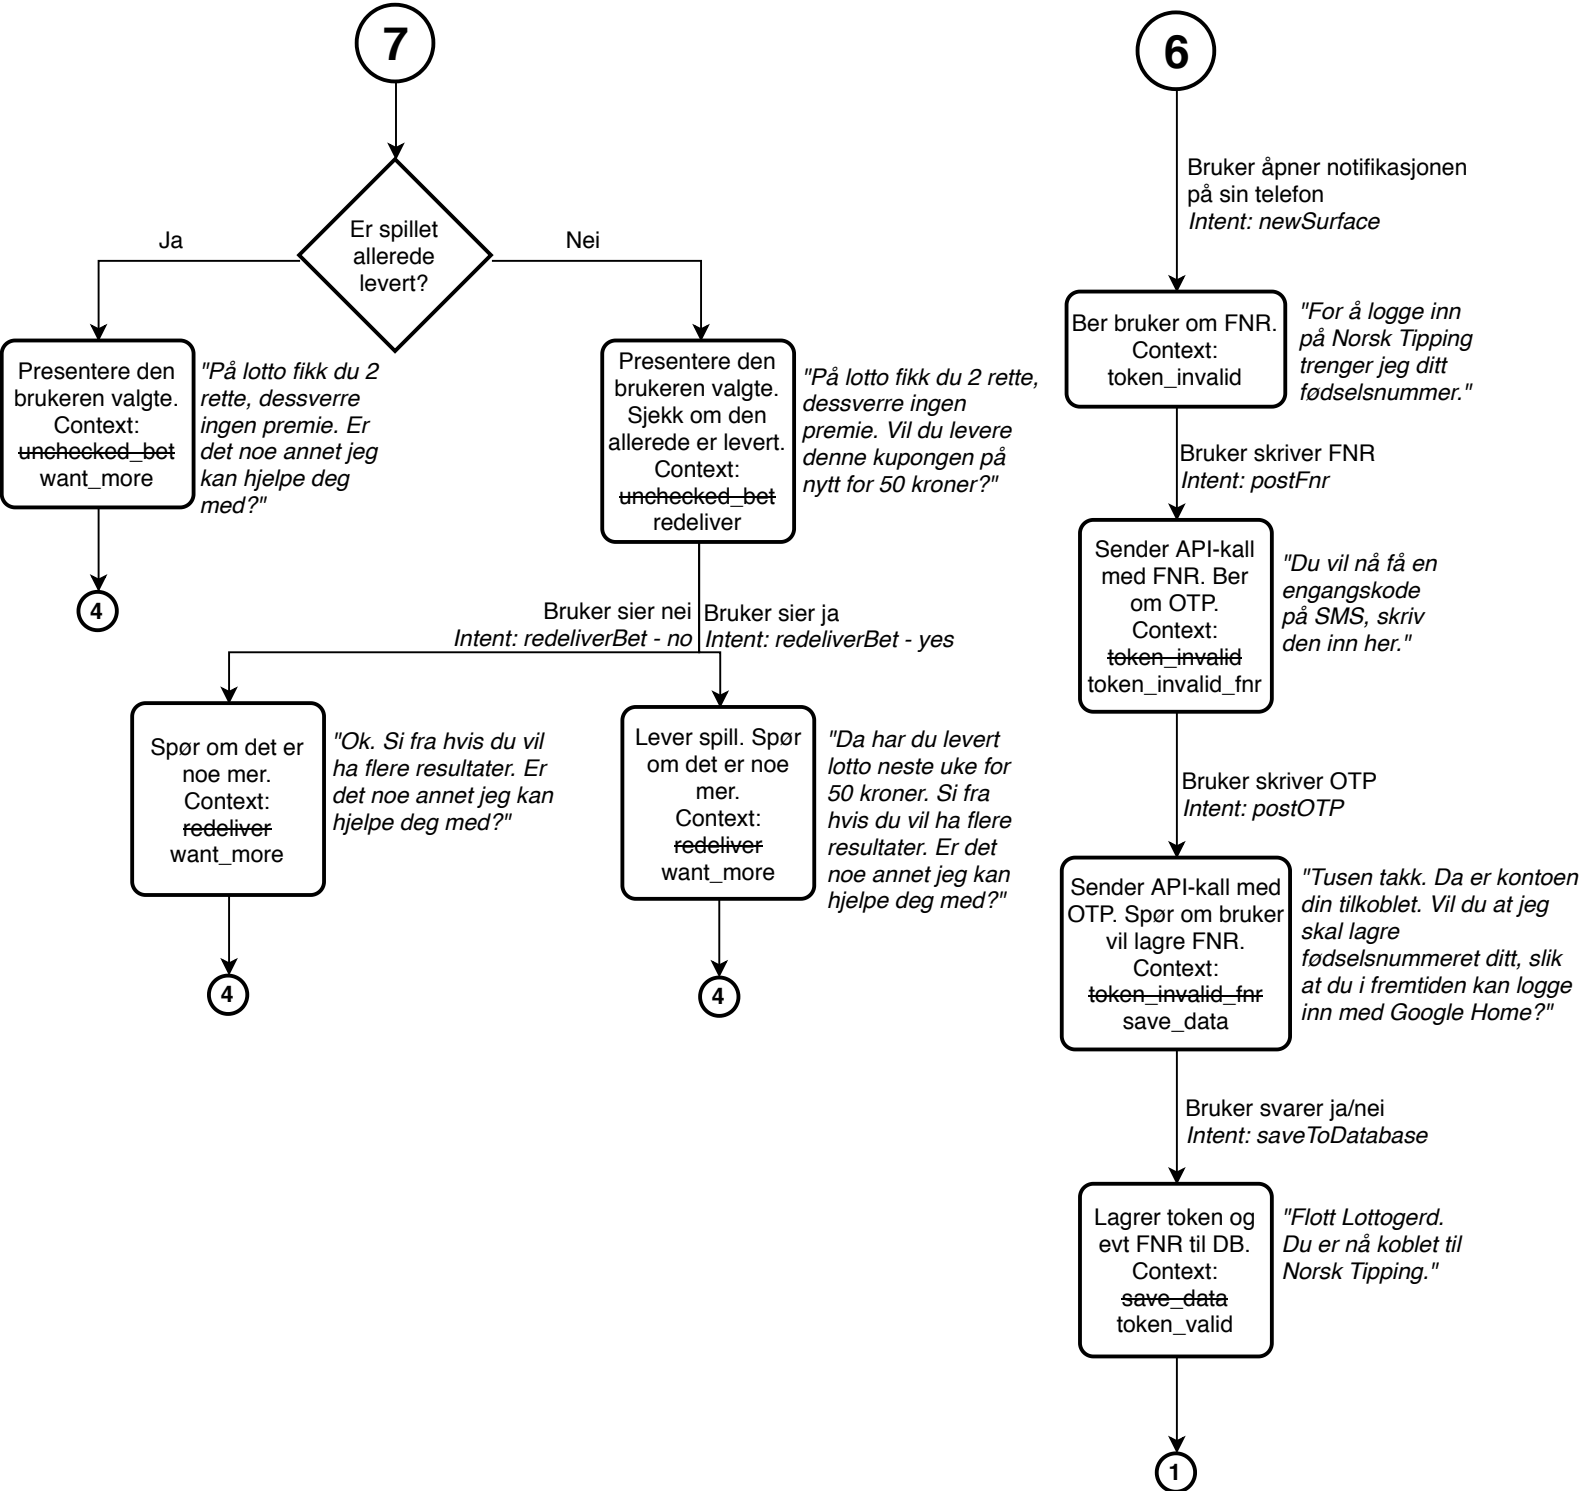 7
Er spillet
allerede
levert?
Ja
Nei
Presentere den
brukeren valgte.
Context:
unchecked_bet
want_more
"På lotto fikk du 2
rette, dessverre
ingen premie. Er
det noe annet jeg
kan hjelpe deg
med?"
4
Presentere den
brukeren valgte.
Sjekk om den
allerede er levert.
Context:
unchecked_bet
redeliver
"På lotto fikk du 2 rette,
dessverre ingen
premie. Vil du levere
denne kupongen på
nytt for 50 kroner?"
Bruker sier nei
Intent: redeliverBet - no
Bruker sier ja
Intent: redeliverBet - yes
Spør om det er
noe mer.
Context:
redeliver
want_more
"Ok. Si fra hvis du vil
ha flere resultater. Er
det noe annet jeg kan
hjelpe deg med?"
4
Lever spill. Spør
om det er noe
mer.
Context:
redeliver
want_more
"Da har du levert
lotto neste uke for
50 kroner. Si fra
hvis du vil ha flere
resultater. Er det
noe annet jeg kan
hjelpe deg med?"
4
6
Bruker åpner notifikasjonen
på sin telefon
Intent: newSurface
Ber bruker om FNR.
Context:
token_invalid
"For å logge inn
på Norsk Tipping
trenger jeg ditt
fødselsnummer."
Bruker skriver FNR
Intent: postFnr
Sender API-kall
med FNR. Ber
om OTP.
Context:
token_invalid
token_invalid_fnr
"Du vil nå få en
engangskode
på SMS, skriv
den inn her."
Bruker skriver OTP
Intent: postOTP
Sender API-kall med
OTP. Spør om bruker
vil lagre FNR.
Context:
token_invalid_fnr
save_data
"Tusen takk. Da er kontoen
din tilkoblet. Vil du at jeg
skal lagre
fødselsnummeret ditt, slik
at du i fremtiden kan logge
inn med Google Home?"
Bruker svarer ja/nei
Intent: saveToDatabase
Lagrer token og
evt FNR til DB.
Context:
save_data
token_valid
"Flott Lottogerd.
Du er nå koblet til
Norsk Tipping."
1